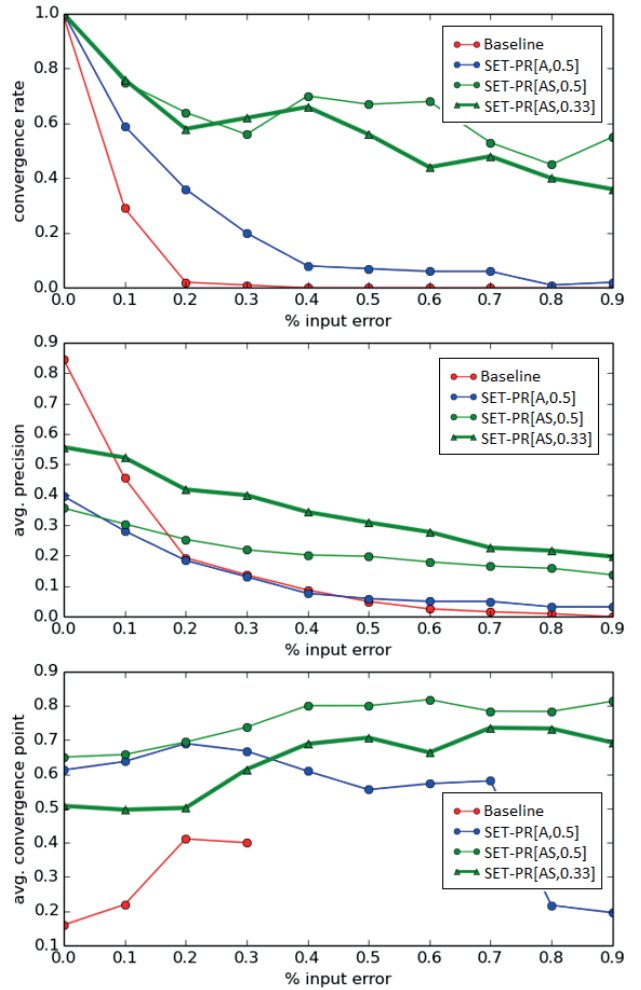 convergence rate
1.0
0.8
0.6
0.4
0.2
0.0
Baseline
SET-PR[A,0.5]
SET-PR[AS,0.5]
SET-PR[AS,0.33]
0.0 0.1 0.2 0.3 0.4 0.5 0.6 0.7 0.8 0.9
% input error
avg. precision
0.9
0.8
0.7
0.6
0.5
0.4
0.3
0.2
0.1
0.0
Baseline
SET-PR[A,0.5]
SET-PR[AS,0.5]
SET-PR[AS,0.33]
0.0 0.1 0.2 0.3 0.4 0.5 0.6 0.7 0.8 0.9
% input error
avg. convergence point
0.9
0.8
0.7
0.6
0.5
0.4
0.3
0.2
0.1
Baseline
SET-PR[A,0.5]
SET-PR[AS,0.5]
SET-PR[AS,0.33]
0.0 0.1 0.2 0.3 0.4 0.5 0.6 0.7 0.8 0.9
% input error